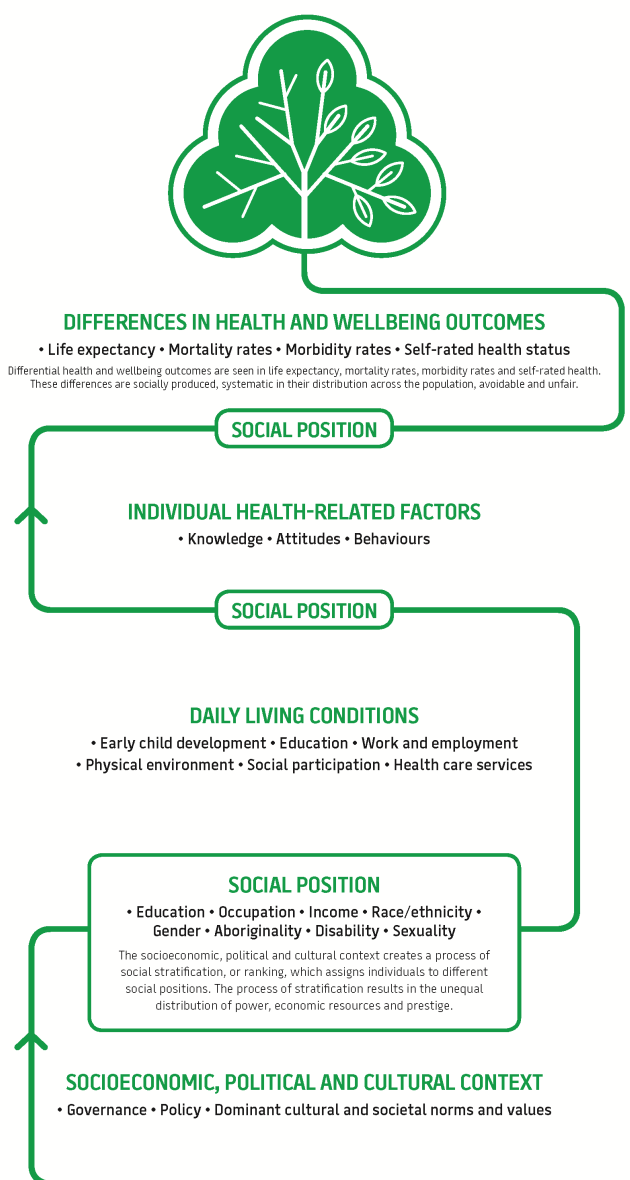 DIFFERENCES IN HEALTH AND WELLBEING OUTCOMES
• Life expectancy • Mortality rates • Morbidity rates • Self-rated health status
Differential health and wellbeing outcomes are seen in life expectancy, mortality rates, morbidity rates and self-rated health.
These differences are socially produced, systematic in their distribution across the population, avoidable and unfair.
SOCIAL POSITION
INDIVIDUAL HEALTH-RELATED FACTORS
• Knowledge • Attitudes • Behaviours
SOCIAL POSITION
DAILY LIVING CONDITIONS
• Early child development • Education • Work and employment
• Physical environment • Social participation • Health care services
SOCIAL POSITION
• Education • Occupation • Income • Race/ethnicity •
Gender • Aboriginality • Disability • Sexuality
The socioeconomic, political and cultural context creates a process of
social stratification, or ranking, which assigns individuals to different
social positions. The process of stratification results in the unequal
distribution of power, economic resources and prestige.
SOCIOECONOMIC, POLITICAL AND CULTURAL CONTEXT
• Governance • Policy • Dominant cultural and societal norms and values